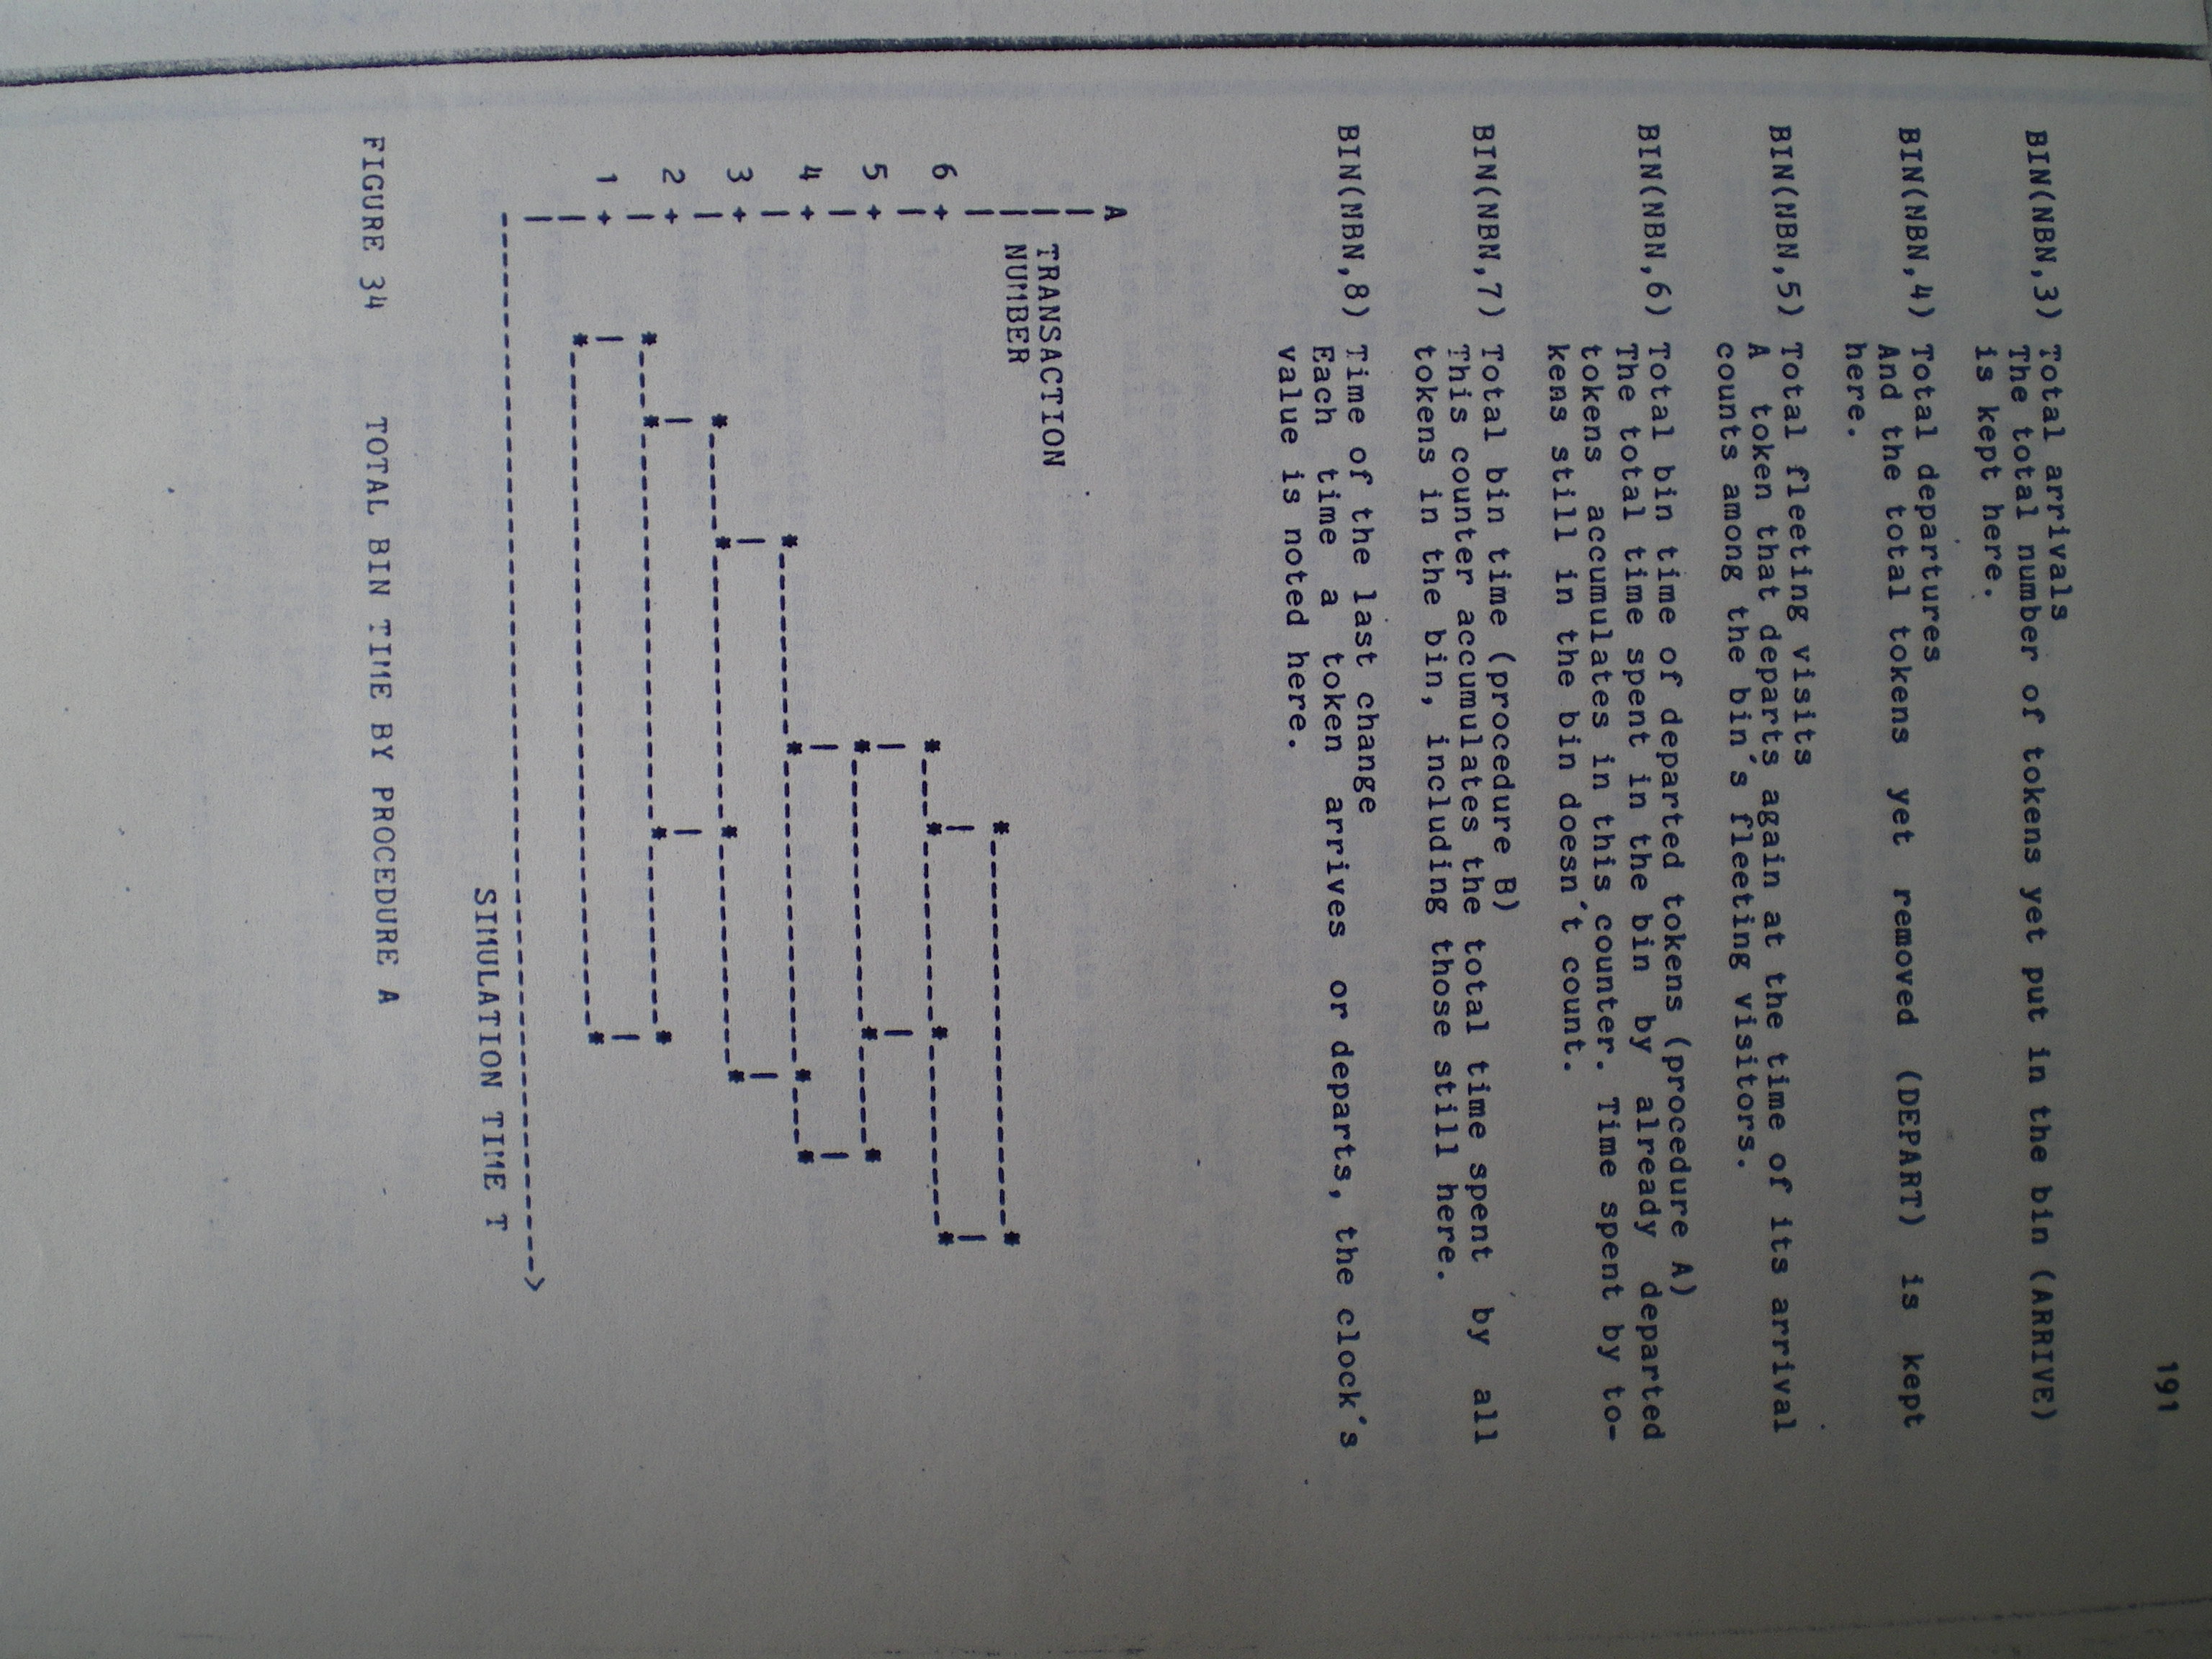 191
BIN(NBN,3) Total arrivals
The total number of tokens yet put in the bin (ARRIVE)
is kept here.
BIN(NBN,4) Total departures
And the total tokens yet removed (DEPART) is kept
here.
BIN(NBN,5) Total fleeting visits
A token that departs again at the time of its arrival
counts among the bin's fleeting visitors.
BIN(NBN,6) Total bin time of departed tokens (procedure A)
The total time spent in the bin by already departed
tokens accumulates in this counter. Time spent by to-
kens still in the bin doesn't count.
BIN(NBN,7) Total bin time (procedure B)
This counter accumulates the total time spent by all
tokens in the bin, including those still here.
BIN(NBN,8) Time of the last change
Each time a token arrives or departs, the clock's
value is noted here.
A
TRANSACTION
NUMBER
6
5
4
3
2
1
SIMULATION TIME T
FIGURE 34 TOTAL BIN TIME BY PROCEDURE A